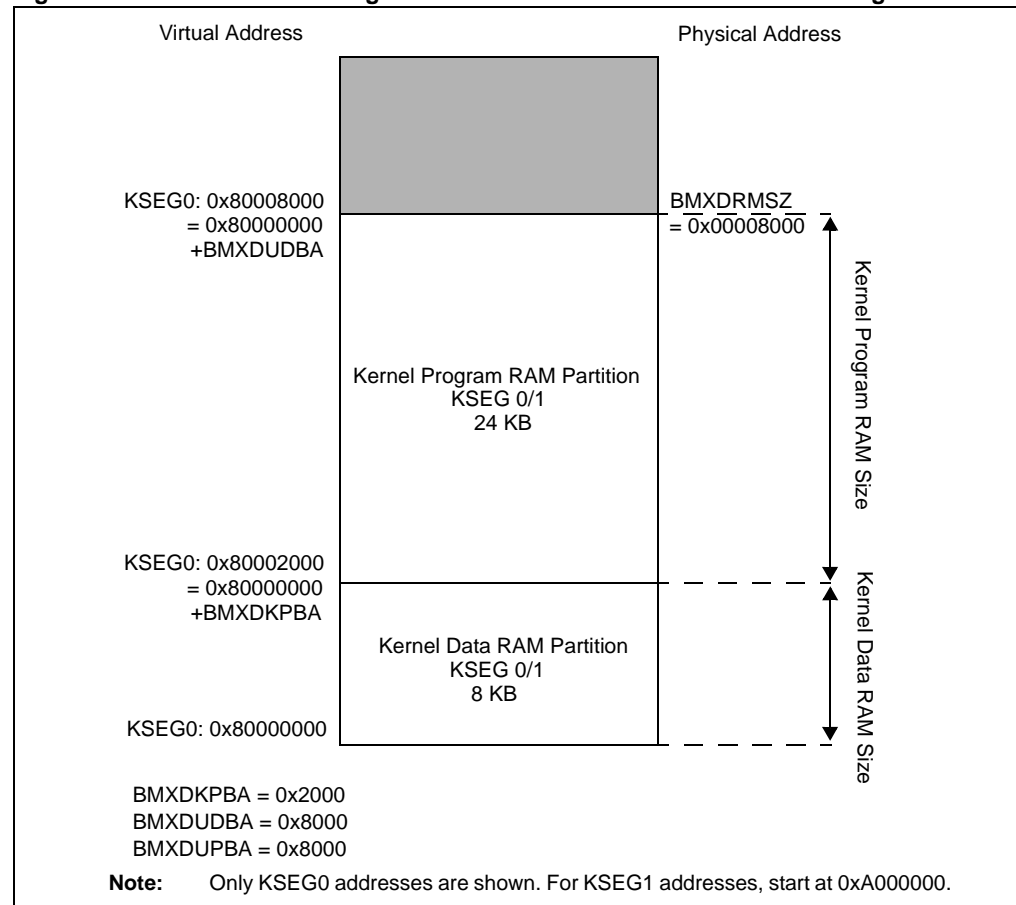 Virtual Address
Physical Address
KSEG0: 0x80008000
= 0x80000000
+BMXDUDBA
BMXDRMSZ
= 0x00008000
Kernel Program RAM Size
Kernel Program RAM Partition
KSEG 0/1
24 KB
KSEG0: 0x80002000
= 0x80000000
+BMXDKPBA
Kernel Data RAM Size
Kernel Data RAM Partition
KSEG 0/1
8 KB
KSEG0: 0x80000000
BMXDKPBA = 0x2000
BMXDUDBA = 0x8000
BMXDUPBA = 0x8000
Note: Only KSEG0 addresses are shown. For KSEG1 addresses, start at 0xA000000.